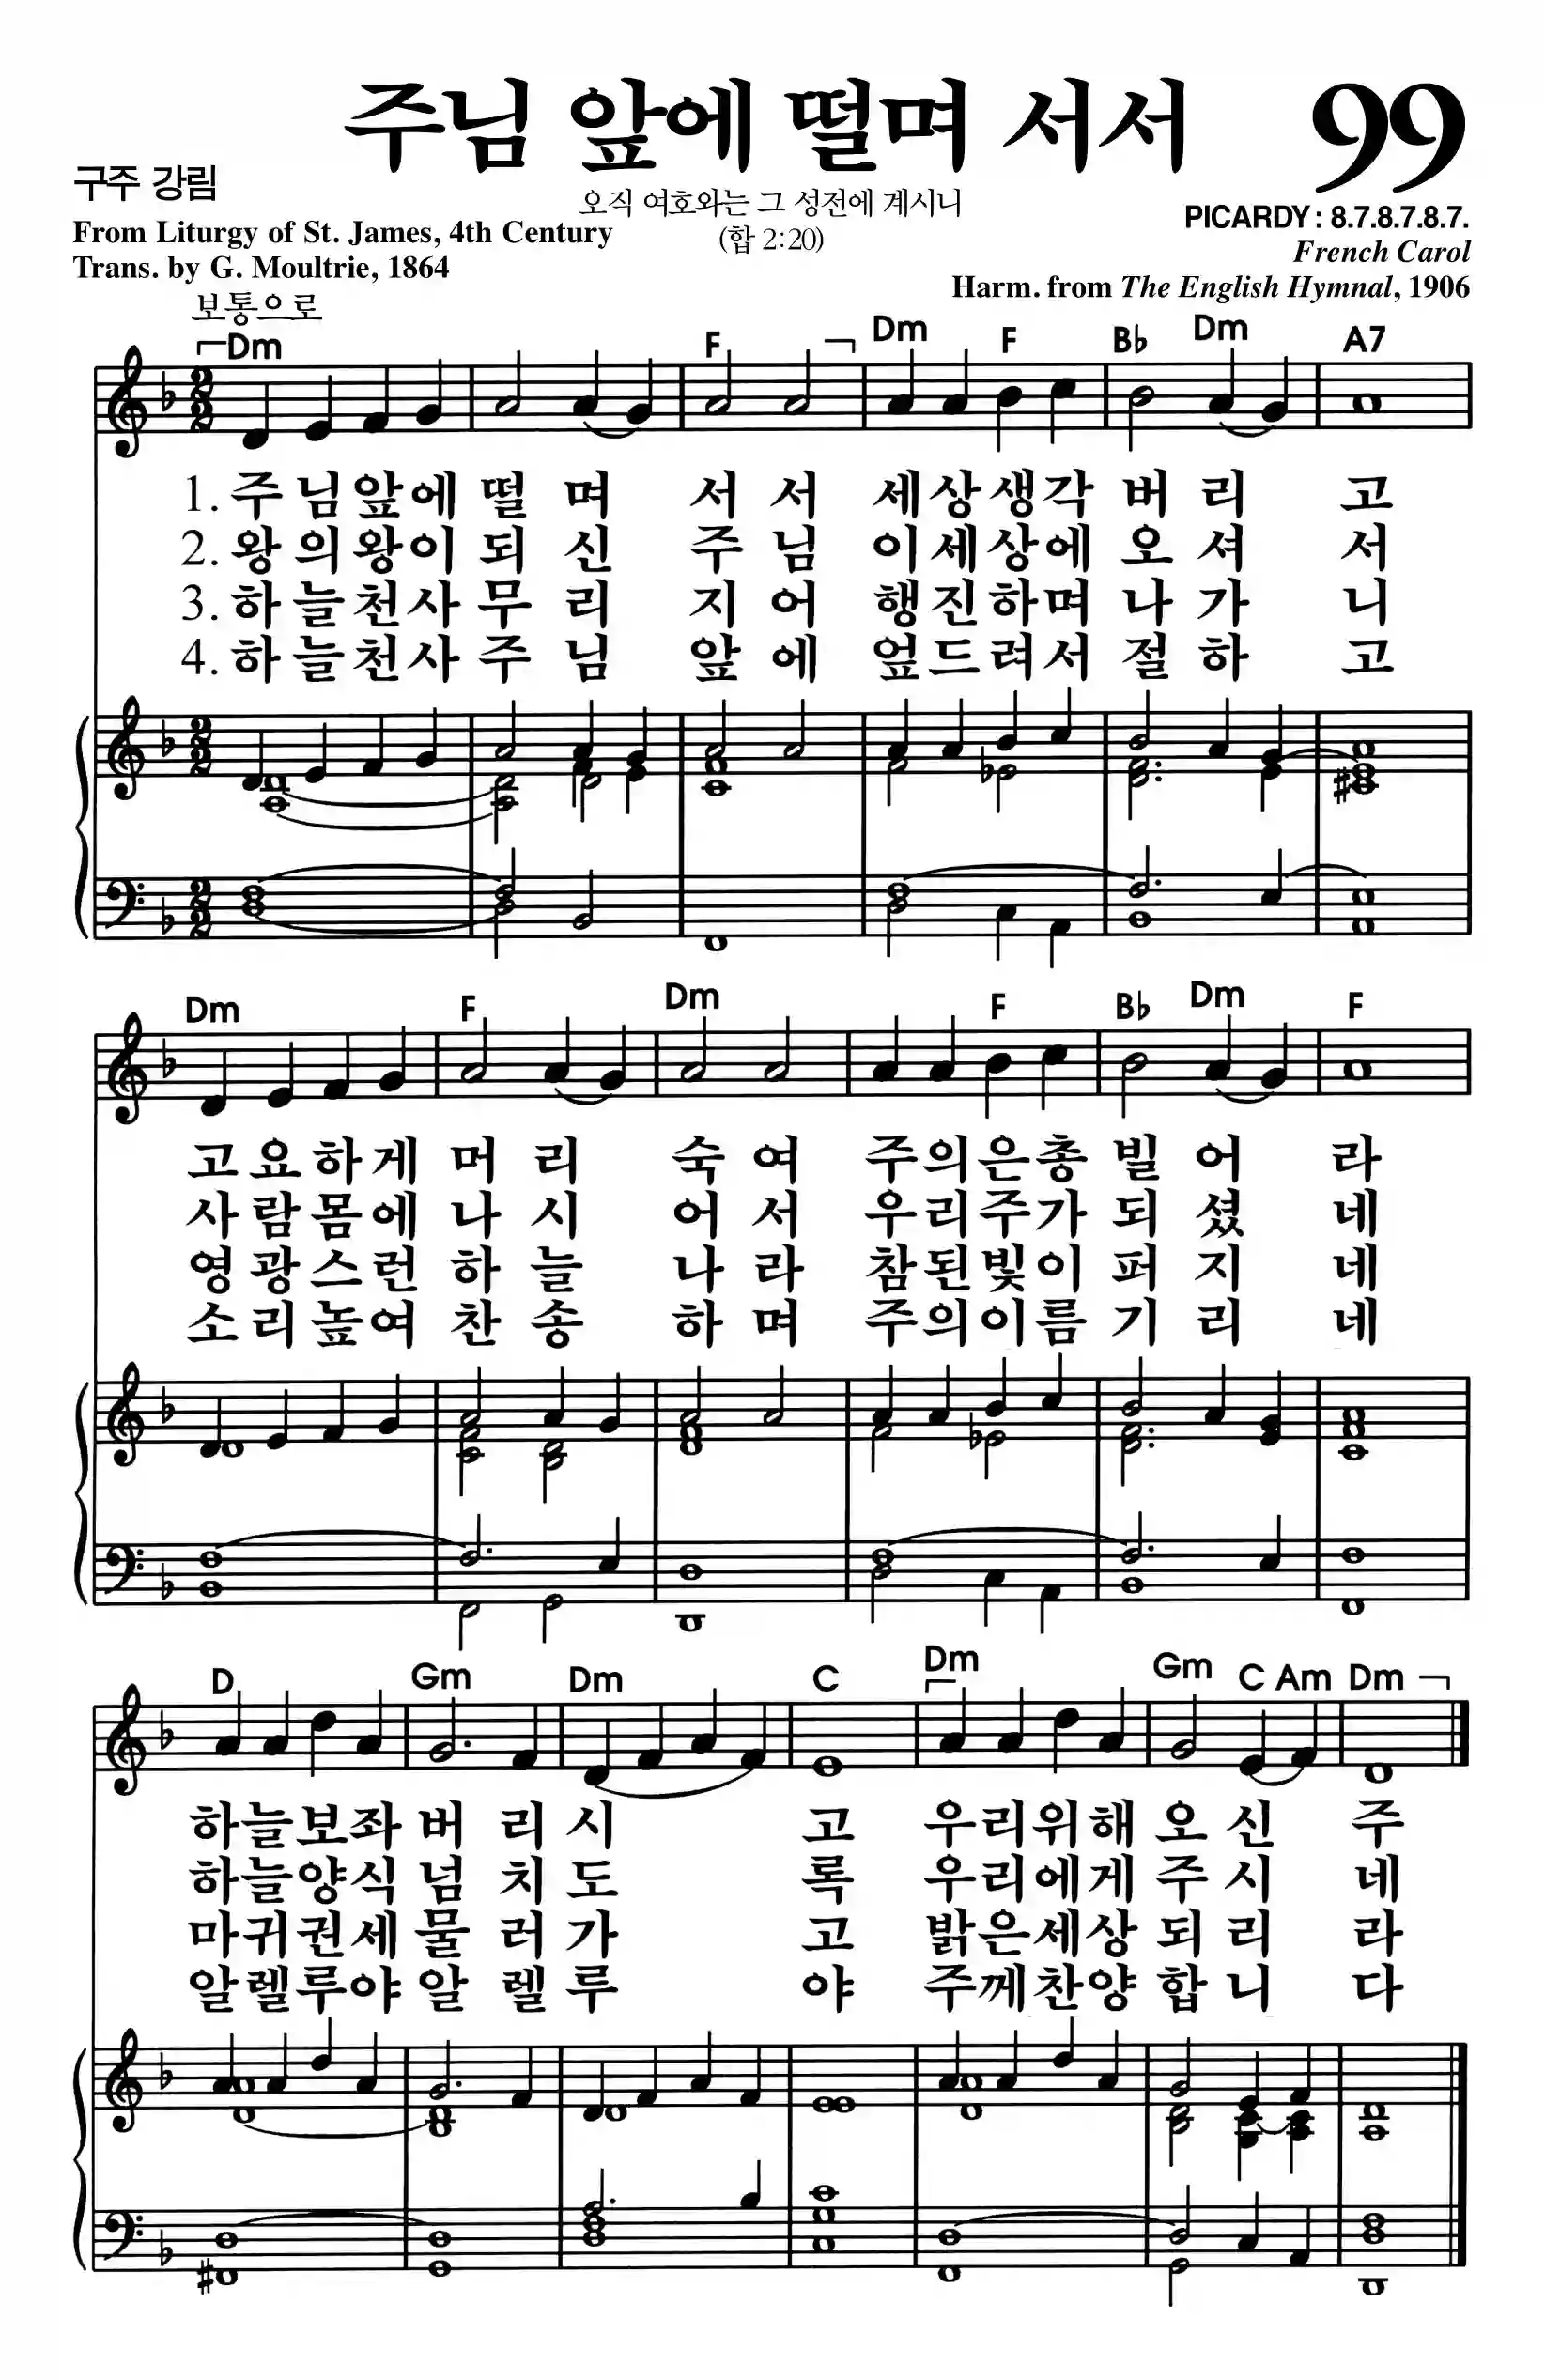 주님 앞에 떨며 서서 99
구주 강림
오직 여호와는 그 성전에 계시니
(합 2:20)
From Liturgy of St. James, 4th Century
Trans. by G. Moultrie, 1864
PICARDY : 8.7.8.7.8.7.
French Carol
Harm. from The English Hymnal, 1906
보통으로
Dm F Dm F B♭ Dm A7
1. 주님앞에 떨며 서서 세상생각 버리고
2. 왕의왕이 되신 주님 이세상에 오셔서
3. 하늘천사 무리 지어 행진하며 나가니
4. 하늘천사 주님 앞에 엎드려서 절하고
Dm F Dm F B♭ Dm F
고요하게 머리 숙여 주의은총 빌어라
사람몸에 나시어서 우리주가 되셨네
영광스런 하늘 나라 참된빛이 퍼지네
소리높여 찬송하며 주의이름 기리네
D Gm Dm C Dm Gm C Am Dm
하늘보좌 버리시고 우리위해 오신 주
하늘양식 넘치도록 우리에게 주시네
마귀권세 물러가고 밝은세상 되리라
알렐루야 알렐루야 주께찬양 합니다